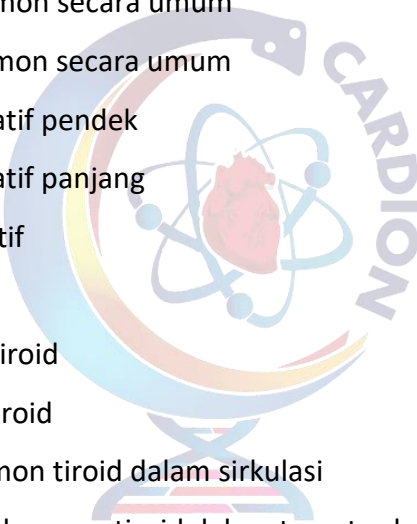 mon secara umum
mon secara umum
atif pendek
atif panjang
tif
iroid
roid
mon tiroid dalam sirkulasi
CARDION